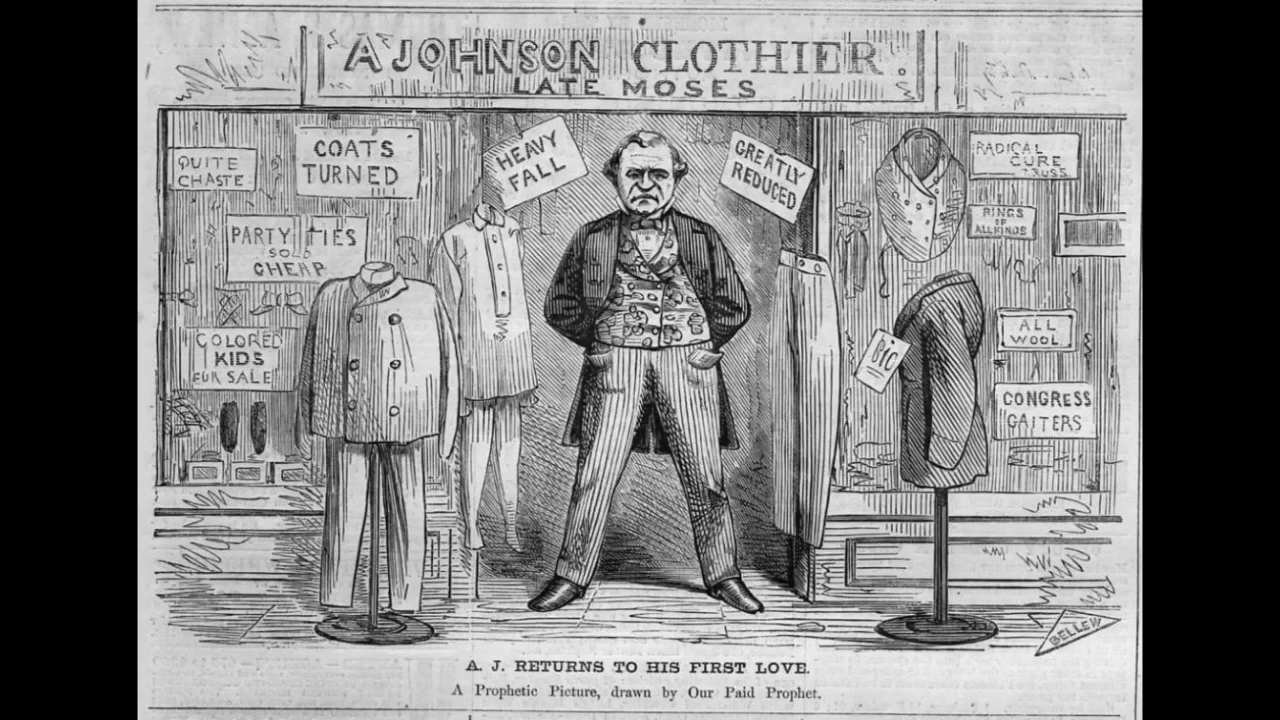 A JOHNSON CLOTHIER
LATE MOSES
QUITE
CHASTE
COATS
TURNED
HEAVY
FALL
GREATLY
REDUCED
RADICAL
CURE
TRUSS
PARTY TIES
SOLD
CHEAP
RINGS
OF
ALL KINDS
COLORED
KIDS
FUR SALE
ALL
WOOL
CONGRESS
GAITERS
BELLEW
A. J. RETURNS TO HIS FIRST LOVE.
A Prophetic Picture, drawn by Our Paid Prophet.